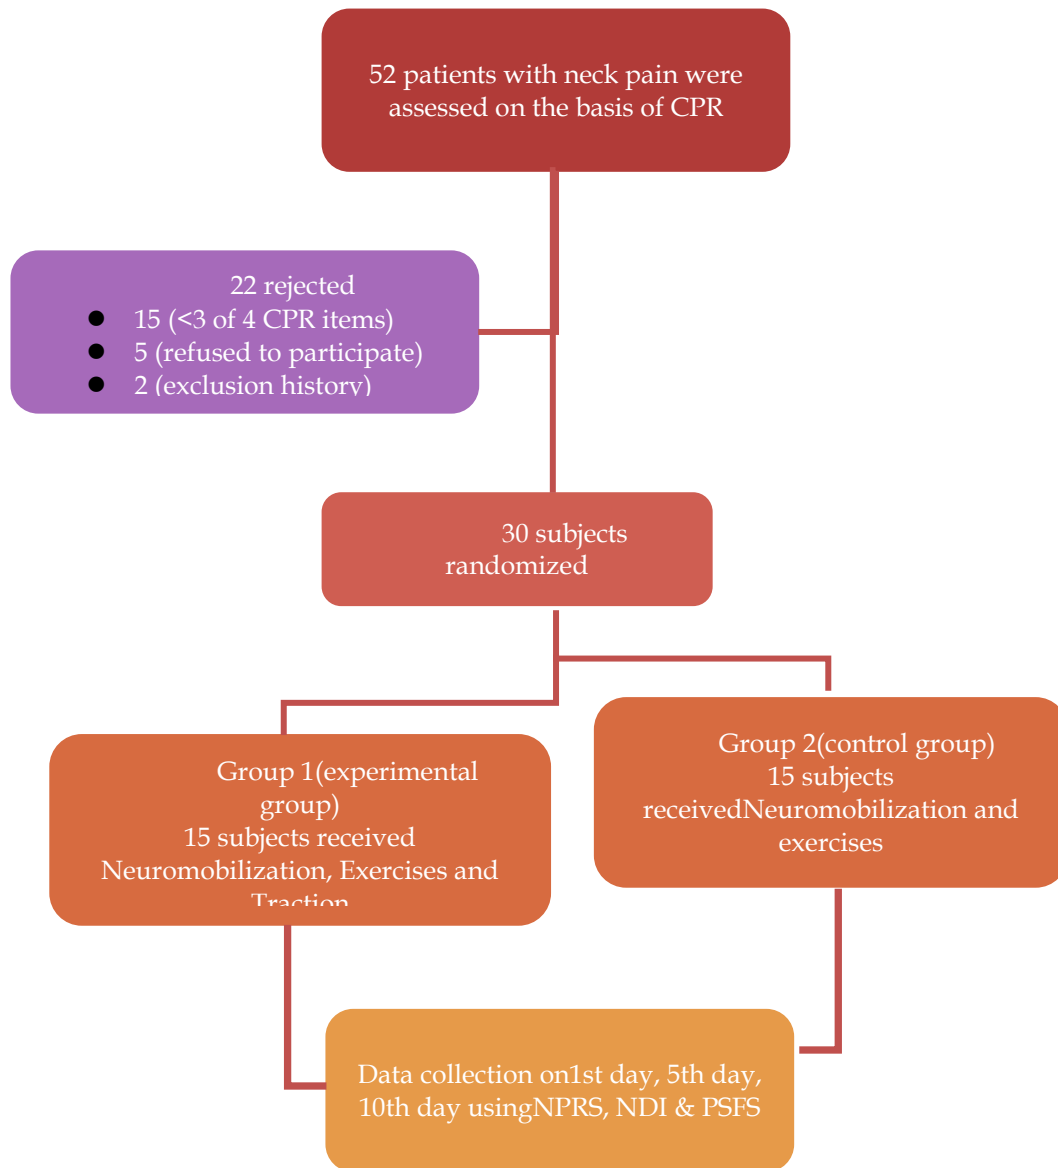 52 patients with neck pain were
assessed on the basis of CPR
22 rejected
● 15 (<3 of 4 CPR items)
● 5 (refused to participate)
● 2 (exclusion history)
30 subjects
randomized
Group 1(experimental
group)
15 subjects received
Neuromobilization, Exercises and
Traction
Group 2(control group)
15 subjects
receivedNeuromobilization and
exercises
Data collection on1st day, 5th day,
10th day usingNPRS, NDI & PSFS